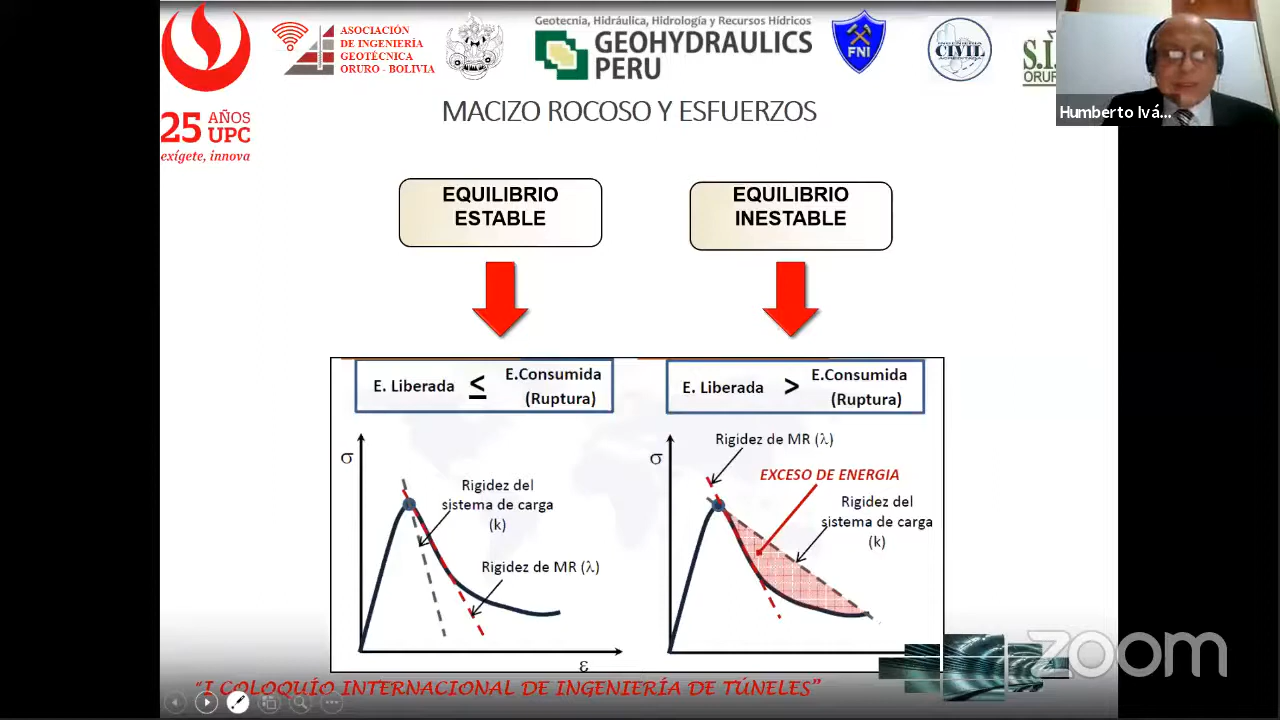 25 AÑOS
UPC
exígete, innova
ASOCIACIÓN
DE INGENIERÍA
GEOTÉCNICA
ORURO - BOLIVIA
Geotecnía, Hidráulica, Hidrología y Recursos Hídricos
GEOHYDRAULICS
PERU
FNI
CIVIL
Humberto Ivá...
MACIZO ROCOSO Y ESFUERZOS
EQUILIBRIO
ESTABLE
EQUILIBRIO
INESTABLE
E. Liberada ≤ E.Consumida
(Ruptura)
E. Liberada > E.Consumida
(Ruptura)
σ
Rigidez del
sistema de carga
(k)
Rigidez de MR (λ)
ε
σ
Rigidez de MR (λ)
EXCESO DE ENERGIA
Rigidez del
sistema de carga
(k)
zoom
“I COLOQUÍO INTERNACIONAL DE INGENIERÍA DE TÚNELES”